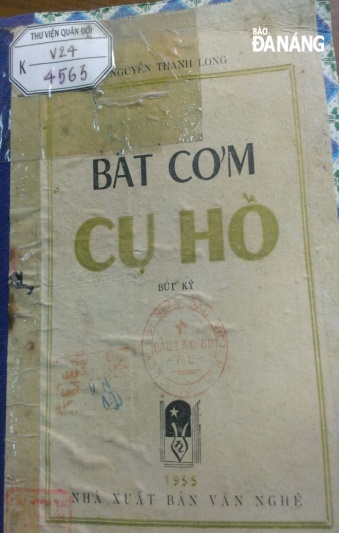 THƯ VIỆN QUÂN ĐỘI
K
V24
4563
BÁO
ĐÀ NẴNG
NGUYỄN THÀNH LONG
BÁT CƠM
CỤ HỒ
BÚT KÝ
1955
NHÀ XUẤT BẢN VĂN NGHỆ